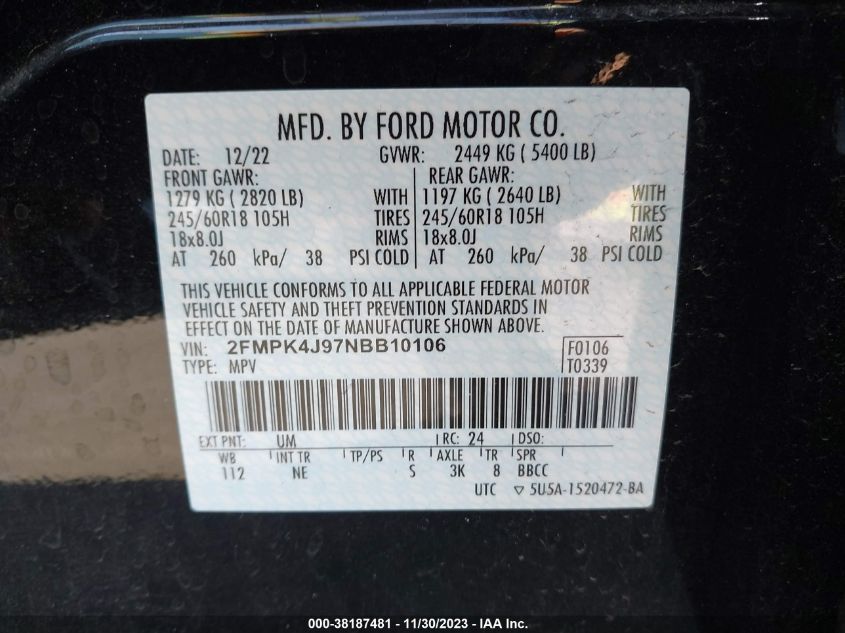 MFD. BY FORD MOTOR CO.
DATE: 12/22 GVWR: 2449 KG ( 5400 LB)
FRONT GAWR: REAR GAWR:
1279 KG ( 2820 LB) WITH 1197 KG ( 2640 LB) WITH
245/60R18 105H TIRES 245/60R18 105H TIRES
18x8.0J RIMS 18x8.0J RIMS
AT 260 kPa/ 38 PSI COLD AT 260 kPa/ 38 PSI COLD
THIS VEHICLE CONFORMS TO ALL APPLICABLE FEDERAL MOTOR
VEHICLE SAFETY AND THEFT PREVENTION STANDARDS IN
EFFECT ON THE DATE OF MANUFACTURE SHOWN ABOVE.
VIN: 2FMPK4J97NBB10106 F0106
TYPE: MPV T0339
EXT PNT: UM RC: 24 DSO:
WB INT TR TP/PS R AXLE TR SPR
112 NE S 3K 8 BBCC
UTC ▽ 5U5A-1520472-BA
000-38187481 - 11/30/2023 - IAA Inc.